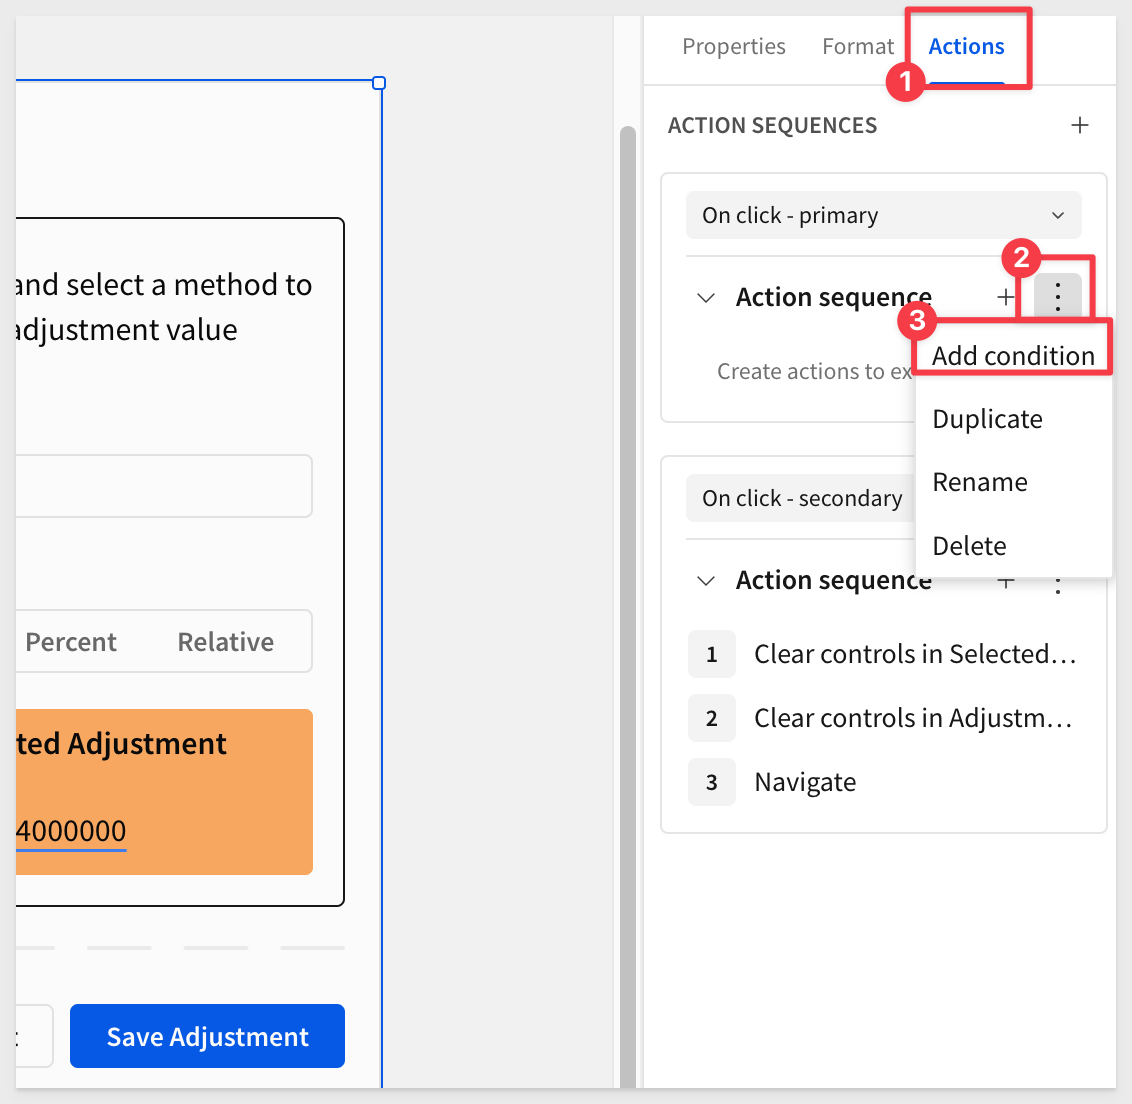 Properties Format Actions
1
ACTION SEQUENCES
On click - primary
2
Action sequence
3
Add condition
Create actions to ex
Duplicate
Rename
Delete
On click - secondary
Action sequence
1 Clear controls in Selected…
2 Clear controls in Adjustm…
3 Navigate
and select a method to
adjustment value
Percent Relative
ted Adjustment
4000000
Save Adjustment